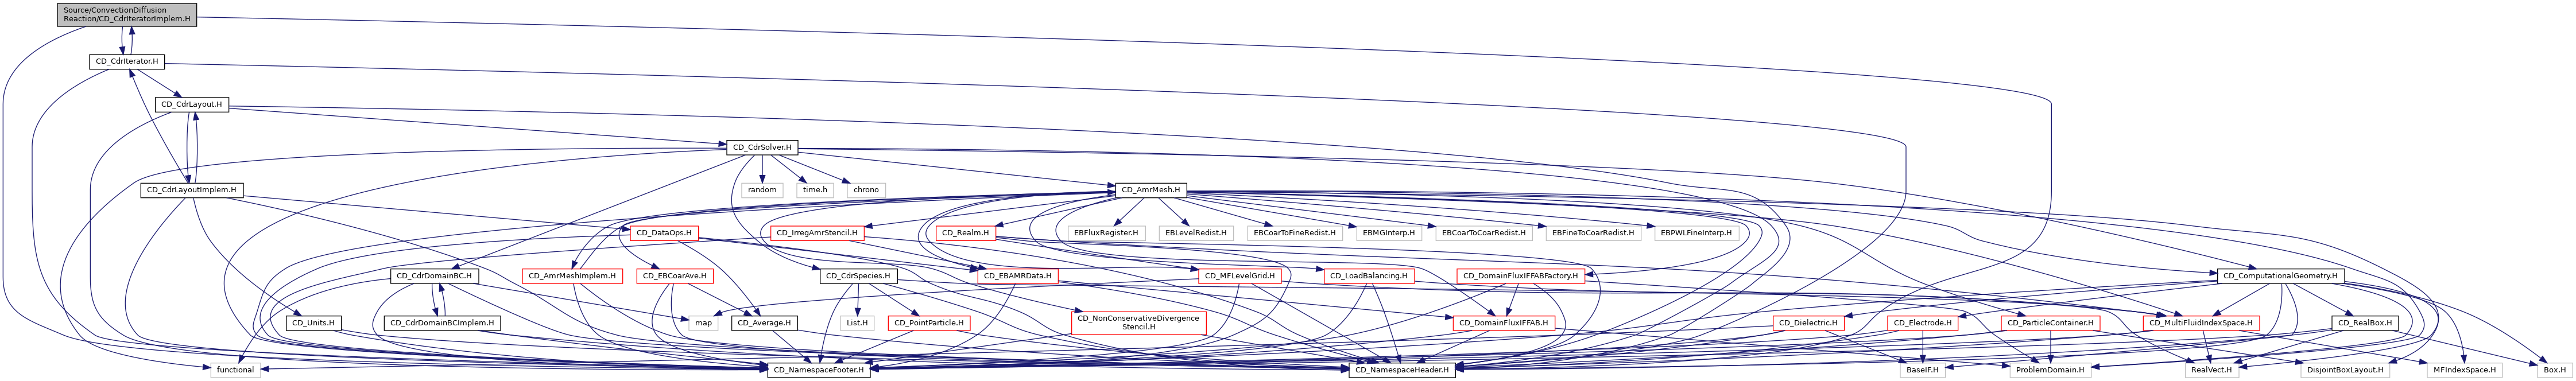 Source/ConvectionDiffusion
Reaction/CD_CdrIteratorImplem.H
CD_CdrIterator.H
CD_CdrLayout.H
CD_CdrSolver.H
CD_CdrLayoutImplem.H
random
time.h
chrono
CD_AmrMesh.H
CD_DataOps.H
CD_IrregAmrStencil.H
CD_Realm.H
EBFluxRegister.H
EBLevelRedist.H
EBCoarToFineRedist.H
EBMGInterp.H
EBCoarToCoarRedist.H
EBFineToCoarRedist.H
EBPWLFineInterp.H
CD_CdrDomainBC.H
CD_AmrMeshImplem.H
CD_EBCoarAve.H
CD_CdrSpecies.H
CD_EBAMRData.H
CD_MFLevelGrid.H
CD_LoadBalancing.H
CD_DomainFluxIFFABFactory.H
CD_ComputationalGeometry.H
CD_Units.H
CD_CdrDomainBCImplem.H
map
CD_Average.H
List.H
CD_PointParticle.H
CD_NonConservativeDivergence
Stencil.H
CD_DomainFluxIFFAB.H
CD_Dielectric.H
CD_Electrode.H
CD_ParticleContainer.H
CD_MultiFluidIndexSpace.H
CD_RealBox.H
functional
CD_NamespaceFooter.H
CD_NamespaceHeader.H
BaseIF.H
ProblemDomain.H
RealVect.H
DisjointBoxLayout.H
MFIndexSpace.H
Box.H